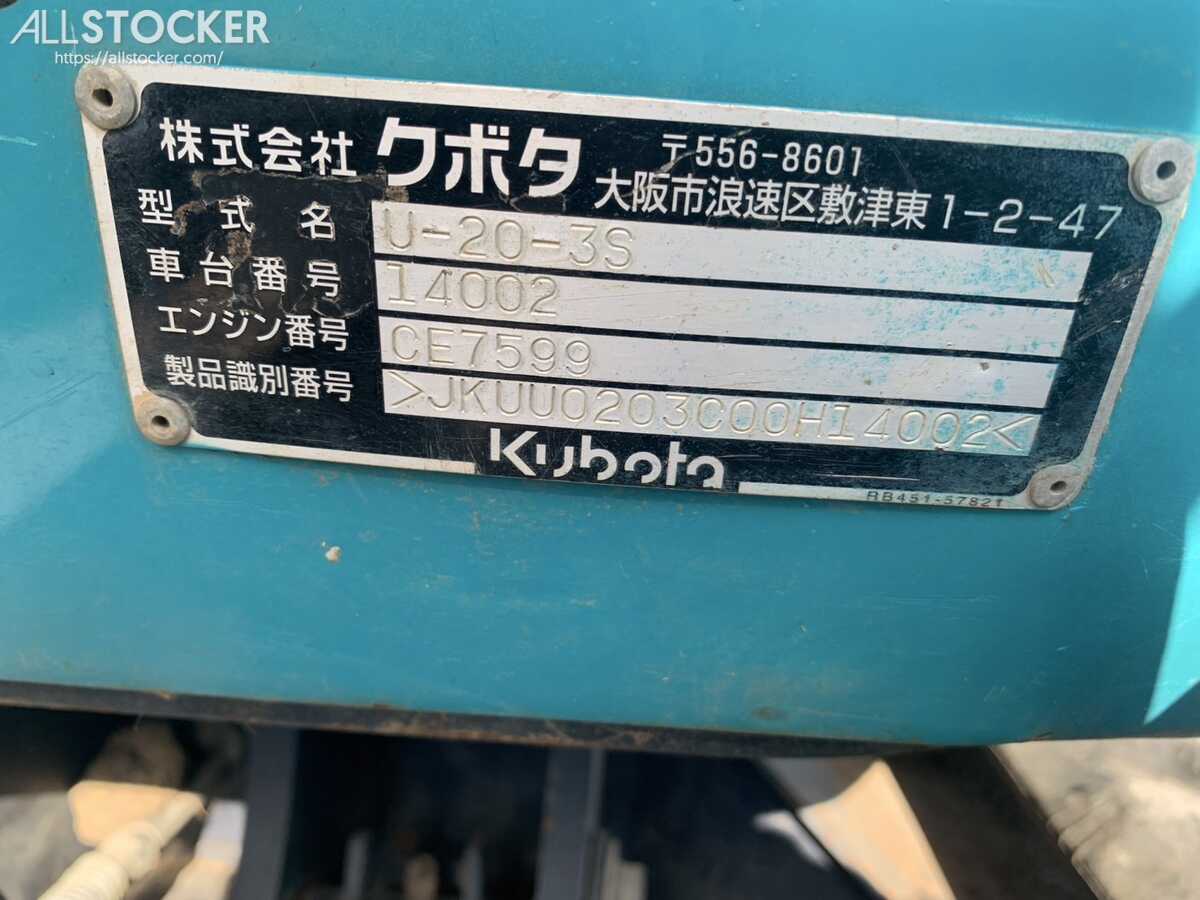 ALLSTOCKER
https://allstocker.com/
株式会社 クボタ 〒556-8601
大阪市浪速区敷津東1-2-47
型式名 U-20-3S
車台番号 14002
エンジン番号 CE7599
製品識別番号 >JKUU0203C00H14002<
Kubota
RB451-57821